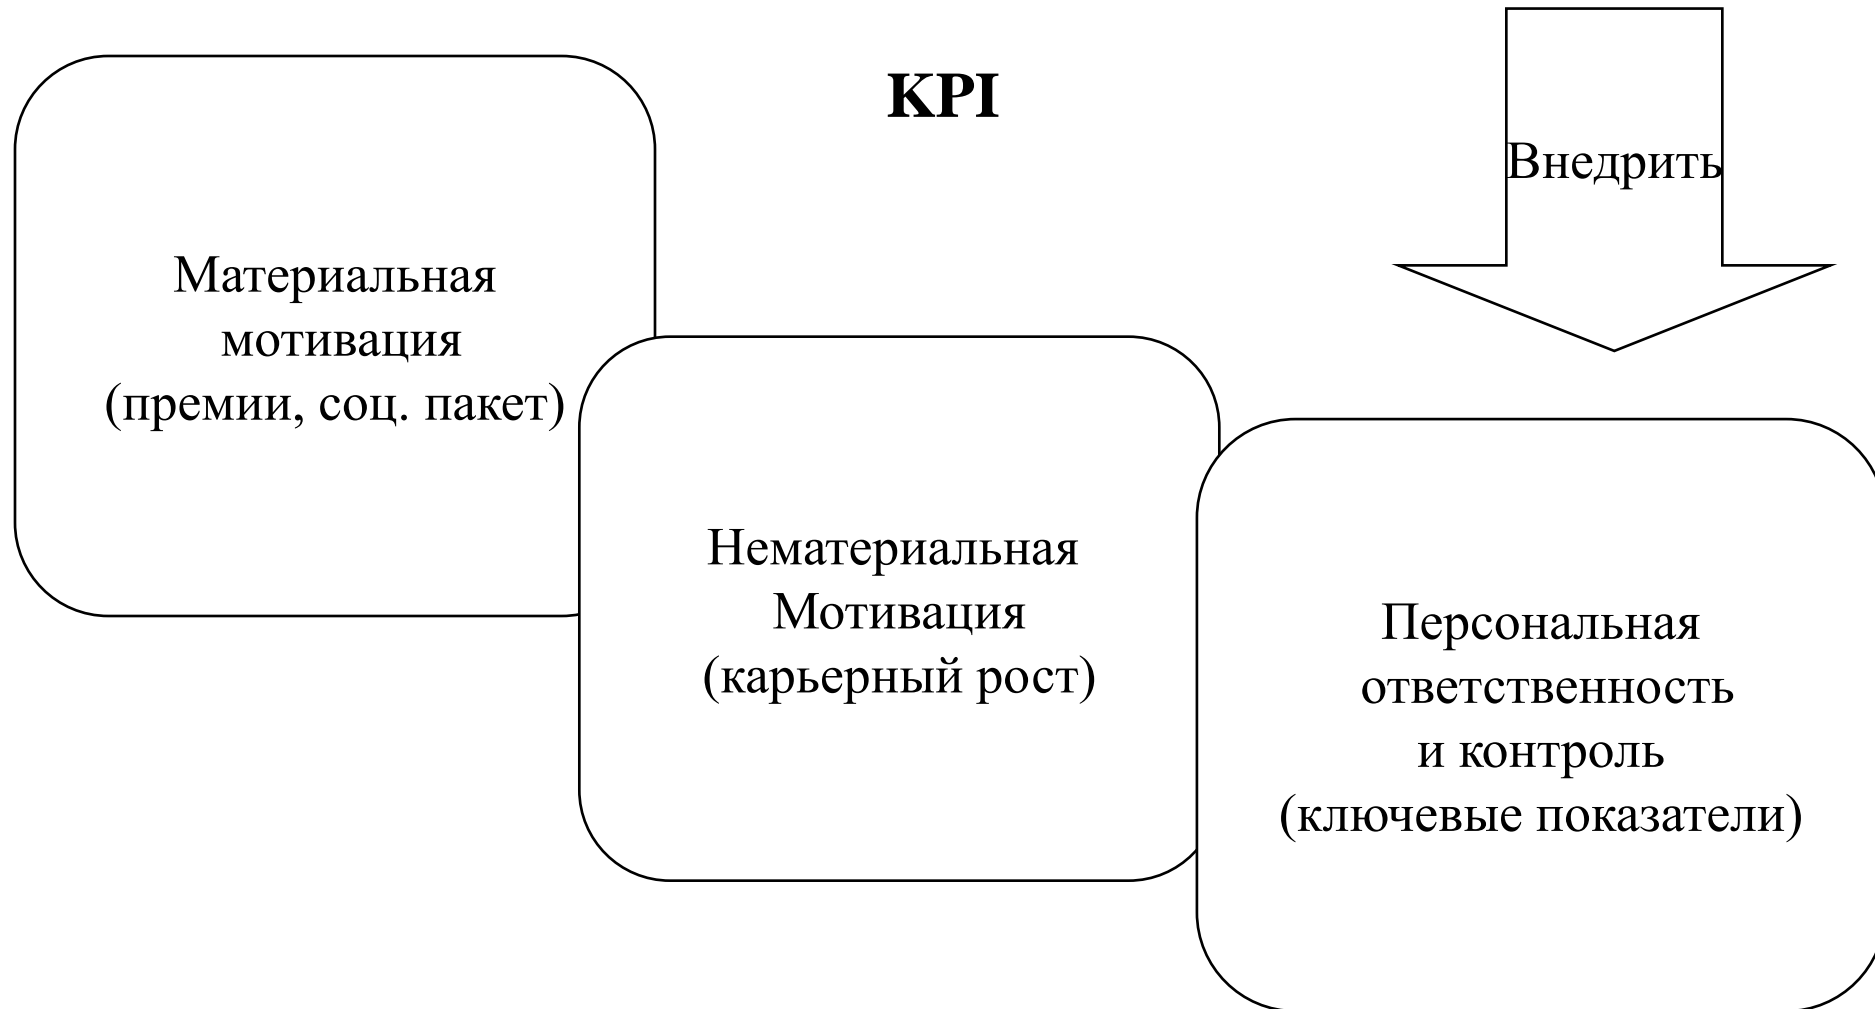 KPI
Внедрить
Материальная
мотивация
(премии, соц. пакет)
Нематериальная
Мотивация
(карьерный рост)
Персональная
ответственность
и контроль
(ключевые показатели)